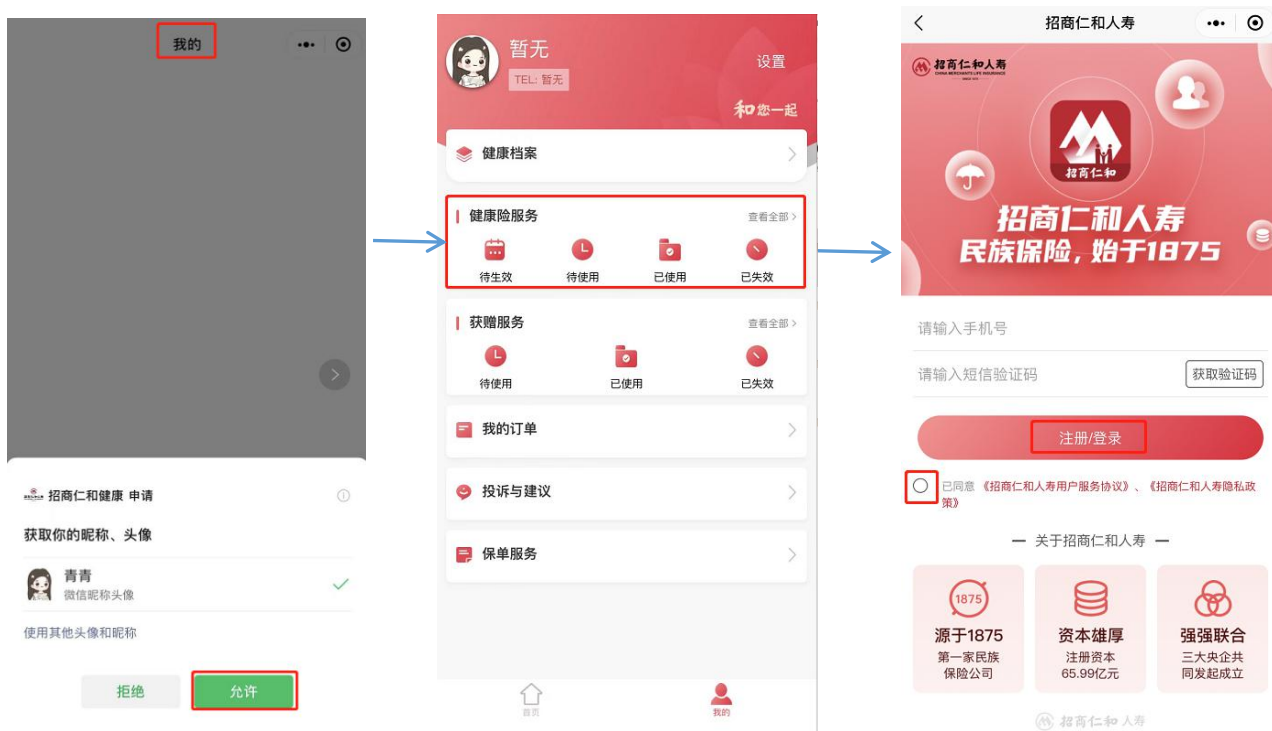 我的
招商仁和健康 申请
获取你的昵称、头像
青青
微信昵称头像
使用其他头像和昵称
拒绝
允许
暂无
设置
TEL: 暂无
和您一起
健康档案
健康险服务
查看全部
待生效
待使用
已使用
已失效
获赠服务
查看全部
待使用
已使用
已失效
我的订单
投诉与建议
保单服务
首页
我的
招商仁和人寿
招商仁和人寿
CHINA MERCHANTS LIFE INSURANCE
招商仁和
招商仁和人寿
民族保险, 始于1875
请输入手机号
请输入短信验证码
获取验证码
注册/登录
已同意 《招商仁和人寿用户服务协议》、《招商仁和人寿隐私政
策》
关于招商仁和人寿
1875
源于1875
第一家民族
保险公司
资本雄厚
注册资本
65.99亿元
强强联合
三大央企共
同发起成立
招商仁和人寿